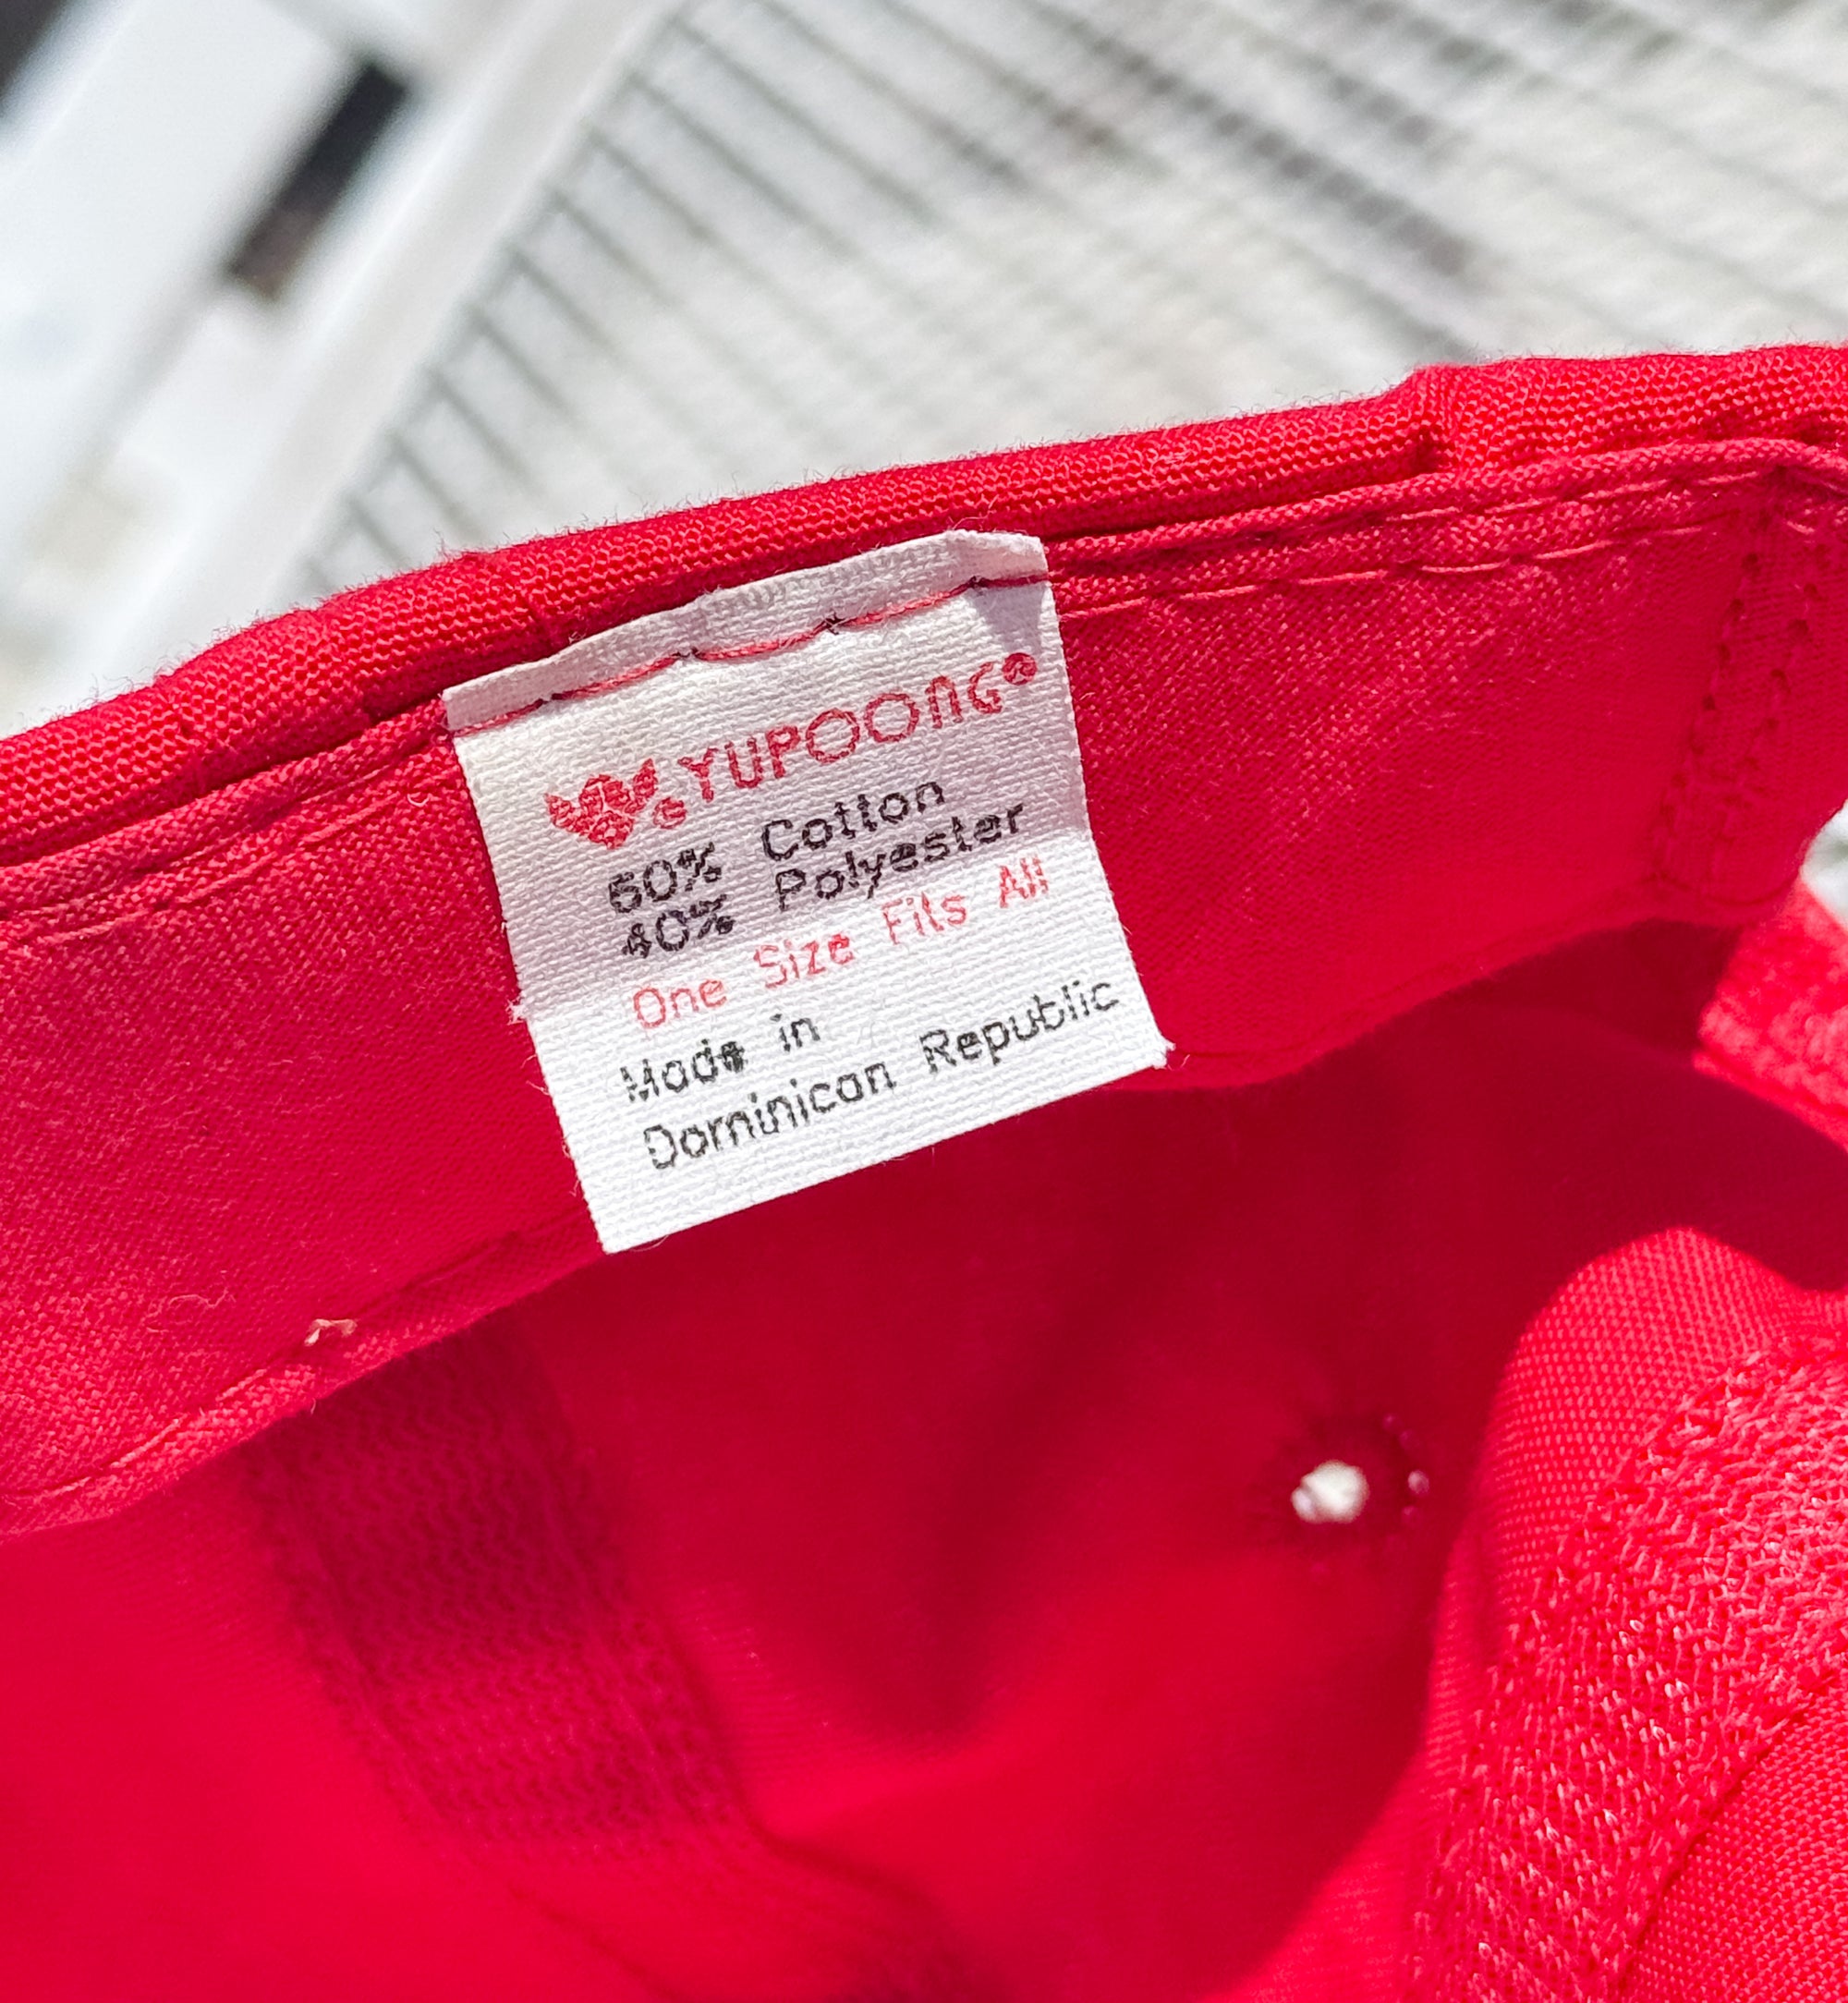 YUPOONG®
60% Cotton
40% Polyester
One Size Fits All
Made in
Dominican Republic